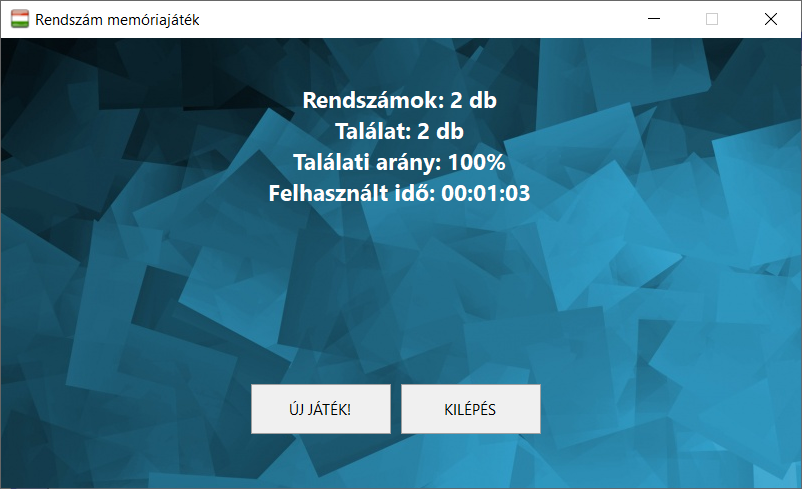 Rendszám memóriajáték
Rendszámok: 2 db
Találat: 2 db
Találati arány: 100%
Felhasznált idő: 00:01:03
ÚJ JÁTÉK!
KILÉPÉS